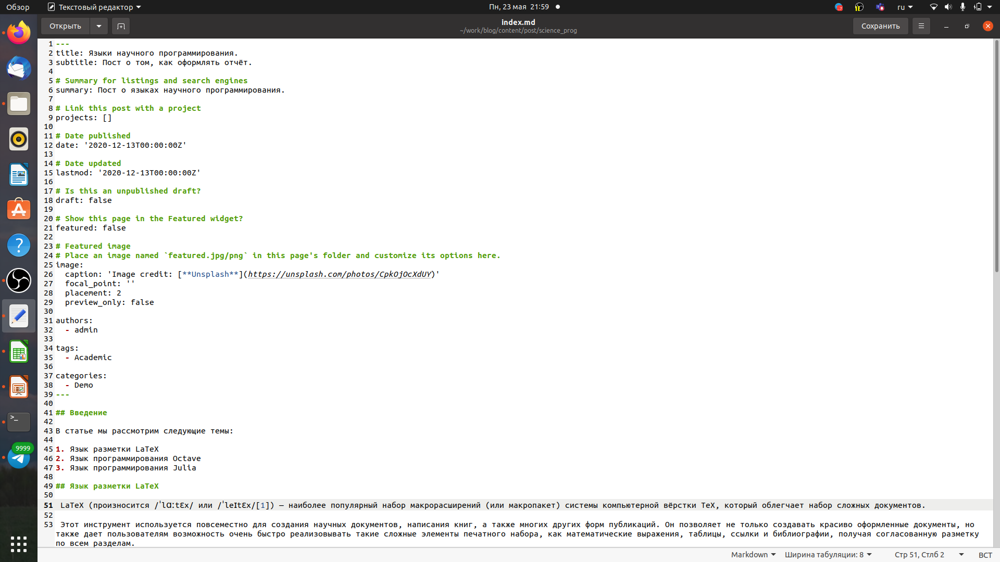 Обзор
Текстовый редактор
Пн, 23 мая 21:59
ru
Открыть
index.md
~/work/blog/content/post/science_prog
Сохранить
1 ---
2 title: Языки научного программирования.
3 subtitle: Пост о том, как оформлять отчёт.
4
5 # Summary for listings and search engines
6 summary: Пост о языках научного программирования.
7
8 # Link this post with a project
9 projects: []
10
11 # Date published
12 date: '2020-12-13T00:00:00Z'
13
14 # Date updated
15 lastmod: '2020-12-13T00:00:00Z'
16
17 # Is this an unpublished draft?
18 draft: false
19
20 # Show this page in the Featured widget?
21 featured: false
22
23 # Featured image
24 # Place an image named `featured.jpg/png` in this page's folder and customize its options here.
25 image:
26   caption: 'Image credit: [**Unsplash**](https://unsplash.com/photos/CpkOjOcXdUY)'
27   focal_point: ''
28   placement: 2
29   preview_only: false
30
31 authors:
32   - admin
33
34 tags:
35   - Academic
36
37 categories:
38   - Demo
39 ---
40
41 ## Введение
42
43 В статье мы рассмотрим следующие темы:
44
45 1. Язык разметки LaTeX
46 2. Язык программирования Octave
47 3. Язык программирования Julia
48
49 ## Язык разметки LaTeX
50
51  LaTeX (произносится /ˈlɑːtɛx/ или /ˈleɪtɛx/[1]) — наиболее популярный набор макрорасширений (или макропакет) системы компьютерной вёрстки TeX, который облегчает набор сложных документов.
52
53  Этот инструмент используется повсеместно для создания научных документов, написания книг, а также многих других форм публикаций. Он позволяет не только создавать красиво оформленные документы, но
также дает пользователям возможность очень быстро реализовывать такие сложные элементы печатного набора, как математические выражения, таблицы, ссылки и библиографии, получая согласованную разметку
по всем разделам.
9999
Markdown
Ширина табуляции: 8
Стр 51, Стлб 2
ВСТ